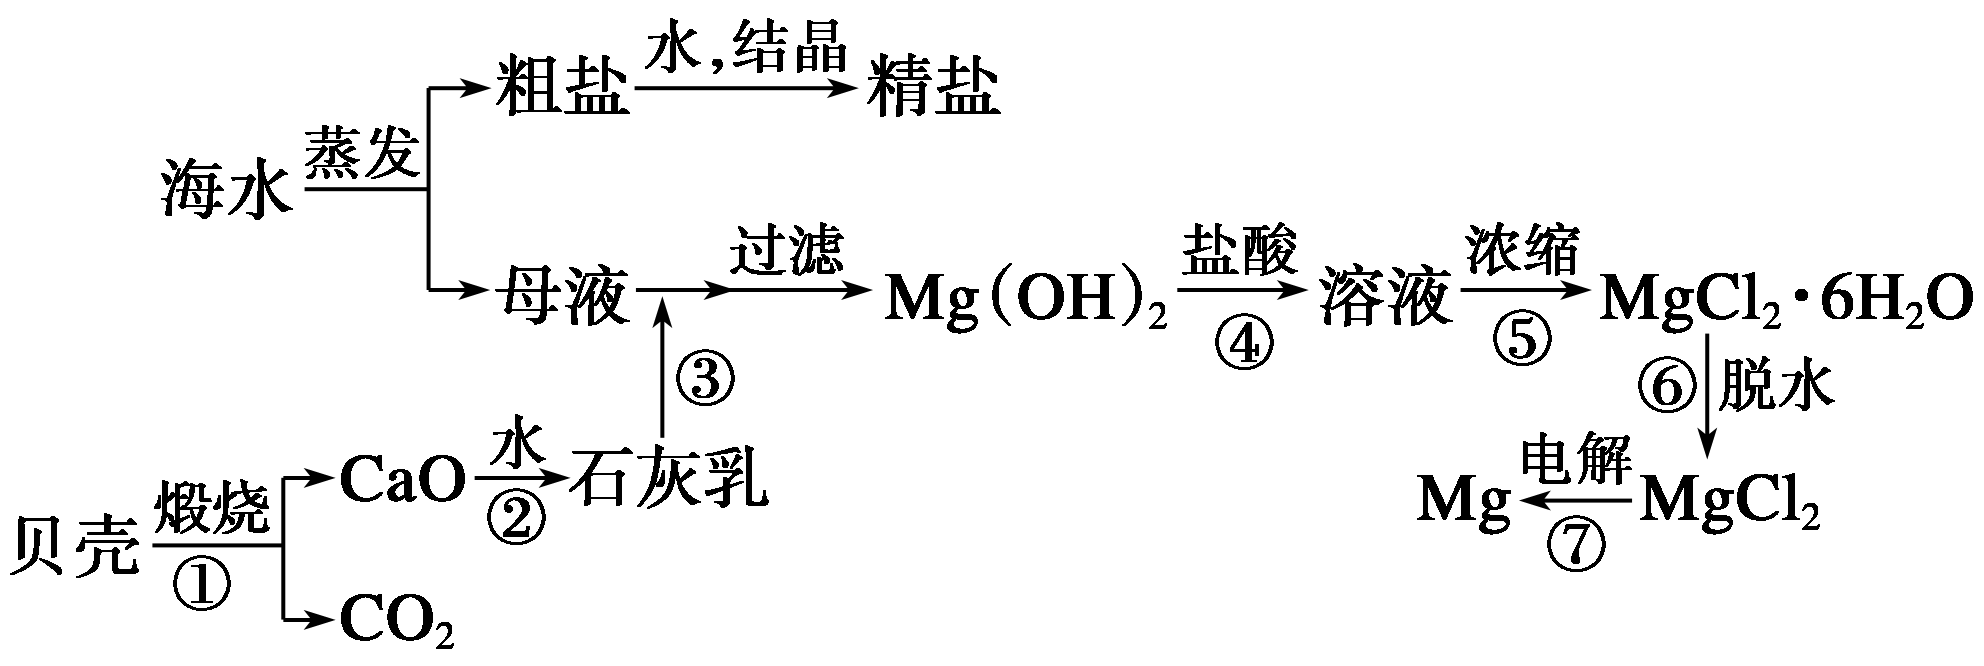 水,结晶
粗盐 精盐
蒸发
海水
过滤 盐酸 浓缩
母液 Mg(OH)₂ 溶液 MgCl₂·6H₂O
④ ⑤
③ ⑥ 脱水
水 电解
CaO 石灰乳 Mg MgCl₂
煅烧 ② ⑦
贝壳
①
CO₂